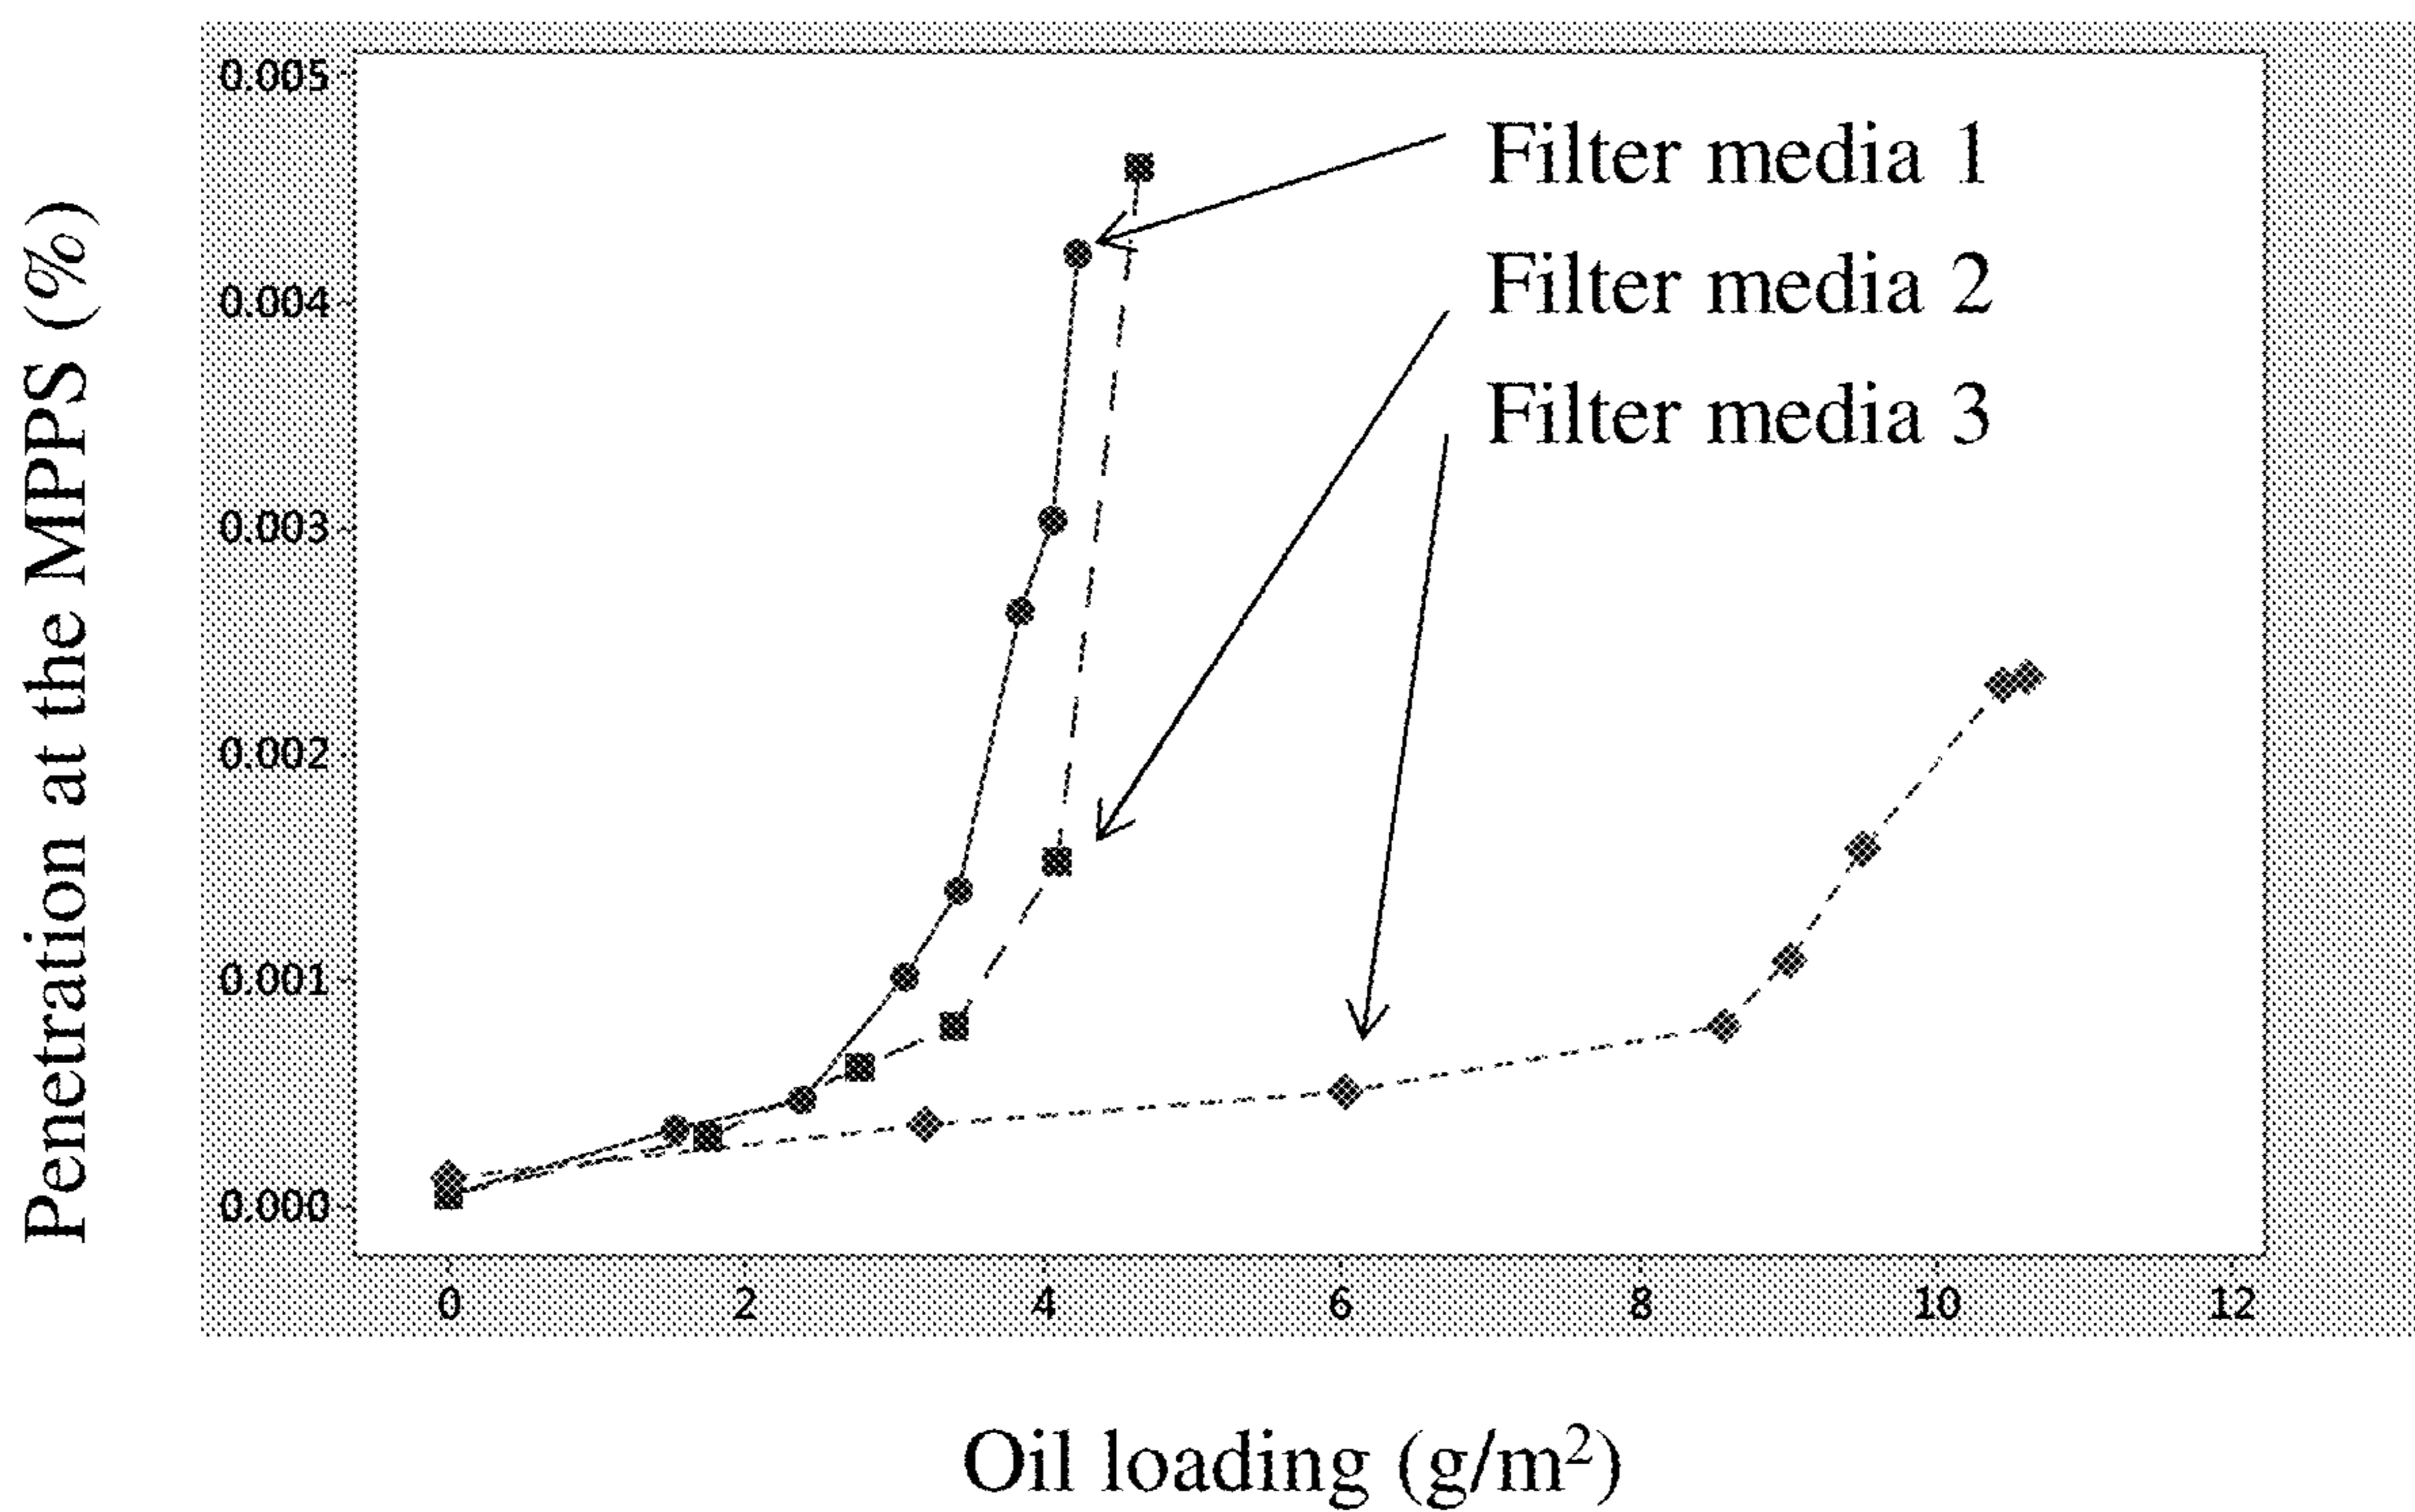 Penetration at the MPPS (%)
0.005
0.004
0.003
0.002
0.001
0.000
Filter media 1
Filter media 2
Filter media 3
0 2 4 6 8 10 12
Oil loading (g/m²)